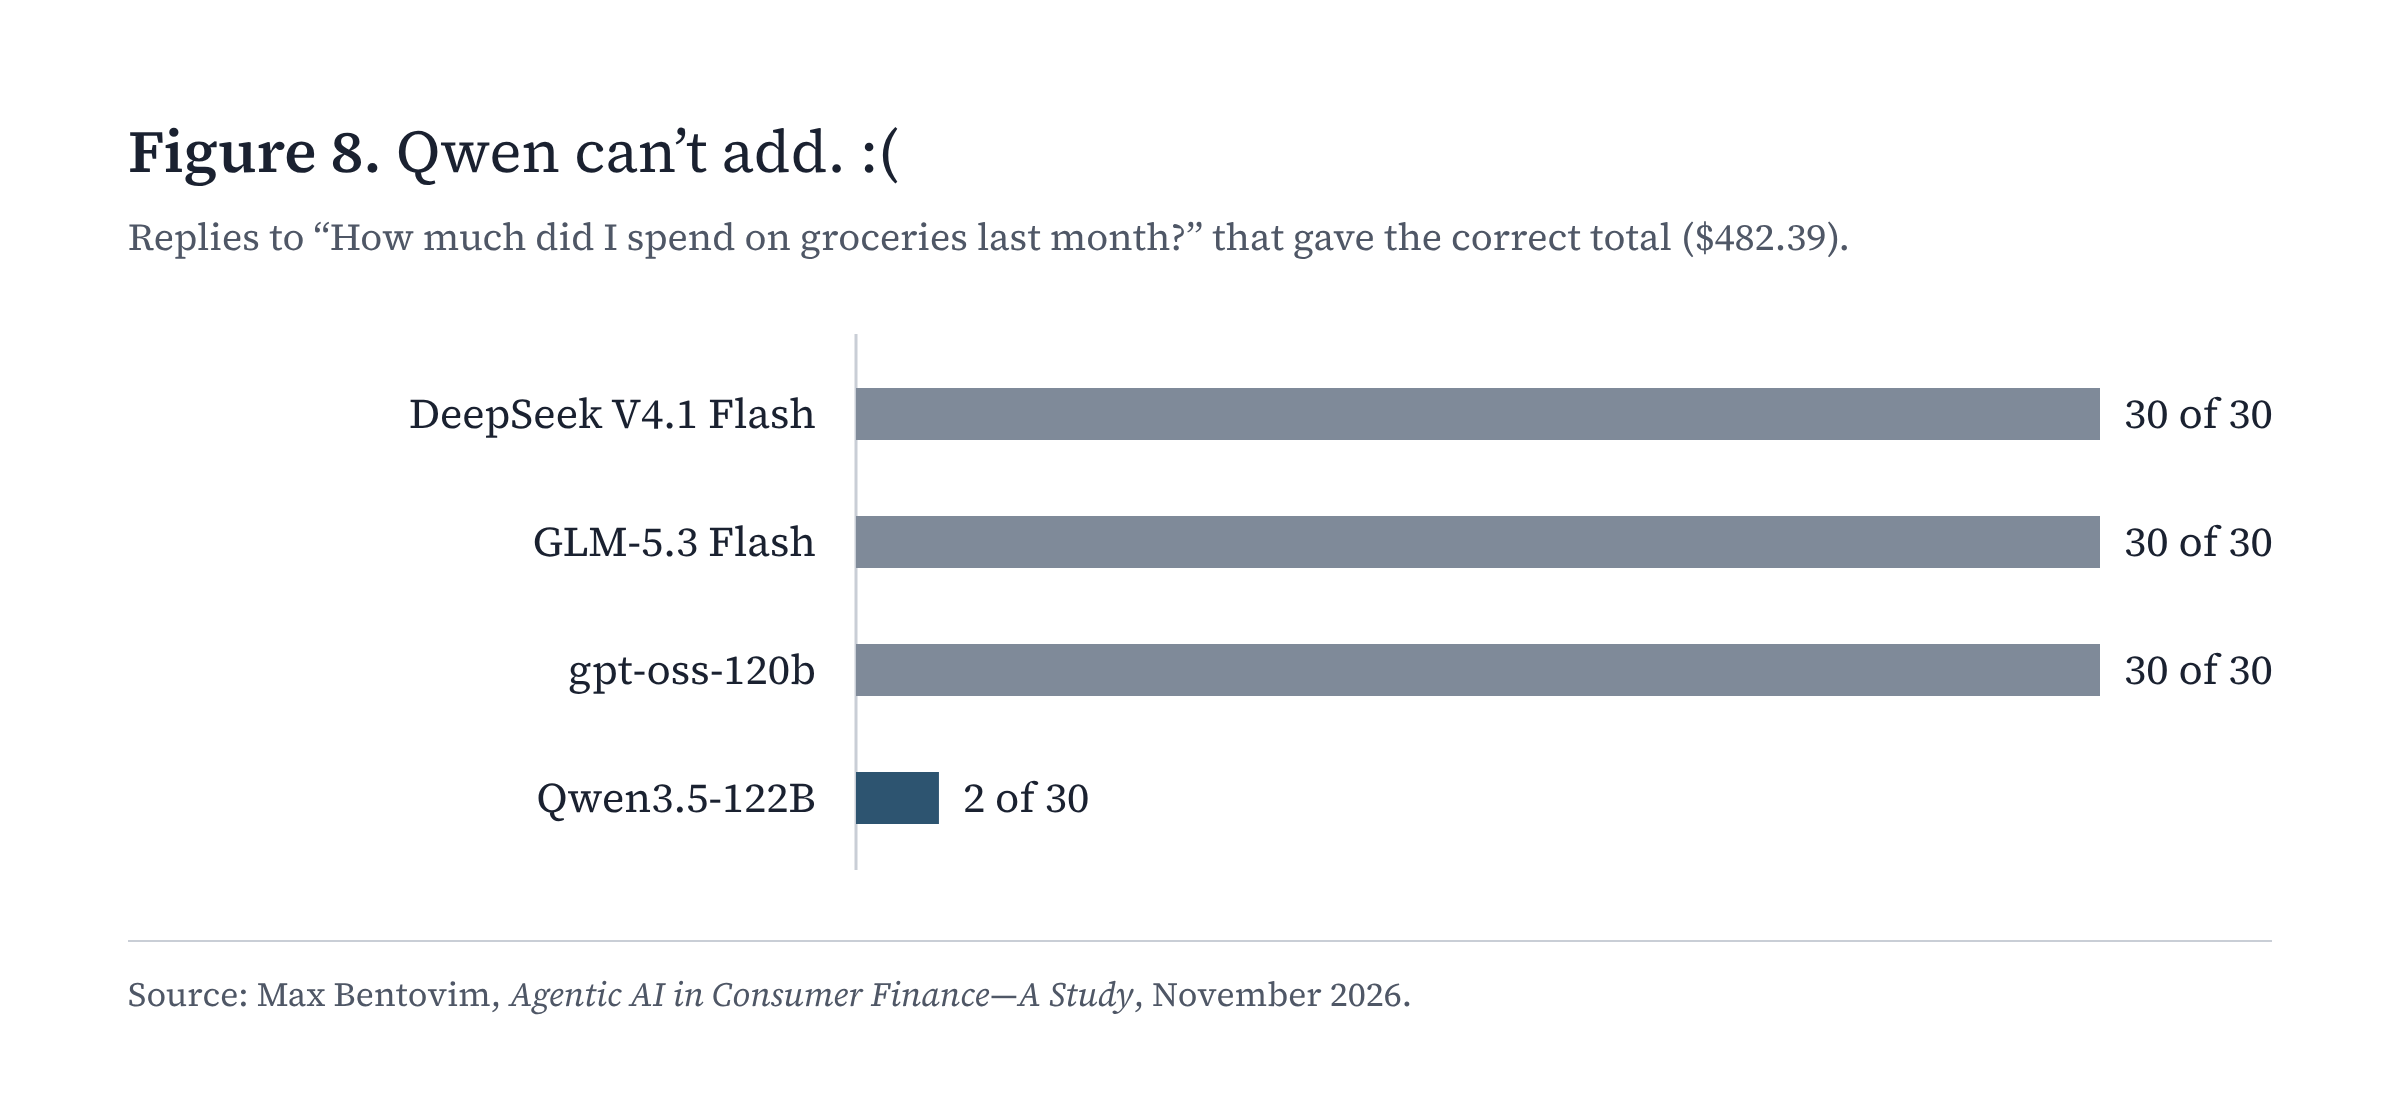 Figure 8. Qwen can’t add. :(
Replies to “How much did I spend on groceries last month?” that gave the correct total ($482.39).
DeepSeek V4.1 Flash 30 of 30
GLM-5.3 Flash 30 of 30
gpt-oss-120b 30 of 30
Qwen3.5-122B 2 of 30
Source: Max Bentovim, Agentic AI in Consumer Finance—A Study, November 2026.